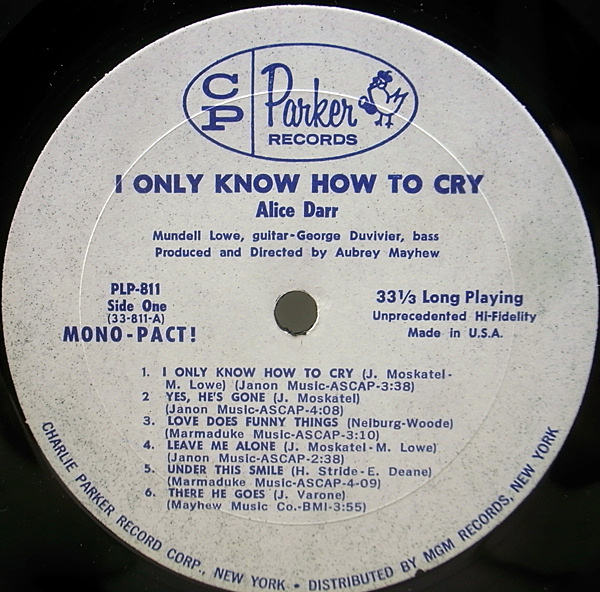 CP
Parker
RECORDS
I ONLY KNOW HOW TO CRY
Alice Darr
Mundell Lowe, guitar-George Duvivier, bass
Produced and Directed by Aubrey Mayhew
PLP-811
Side One
(33-811-A)
MONO-PACT!
33⅓ Long Playing
Unprecedented Hi-Fidelity
Made in U.S.A.
1. I ONLY KNOW HOW TO CRY (J. Moskatel-
M. Lowe) (Janon Music-ASCAP-3:38)
2 YES, HE'S GONE (J. Moskatel)
(Janon Music-ASCAP-4:08)
3. LOVE DOES FUNNY THINGS (Nelburg-Woode)
(Marmaduke Music-ASCAP-3:10)
4. LEAVE ME ALONE (J. Moskatel-M. Lowe)
(Janon Music-ASCAP-2:38)
5. UNDER THIS SMILE (H. Stride-E. Deane)
(Marmaduke Music-ASCAP-4-09)
6. THERE HE GOES (J. Varone)
(Mayhew Music Co.-BMI-3:55)
CHARLIE PARKER RECORD CORP., NEW YORK • DISTRIBUTED BY MGM RECORDS, NEW YORK